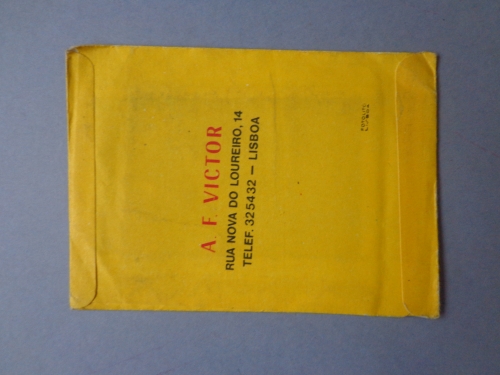 A. F. VICTOR
RUA NOVA DO LOUREIRO, 14
TELEF. 325432 — LISBOA